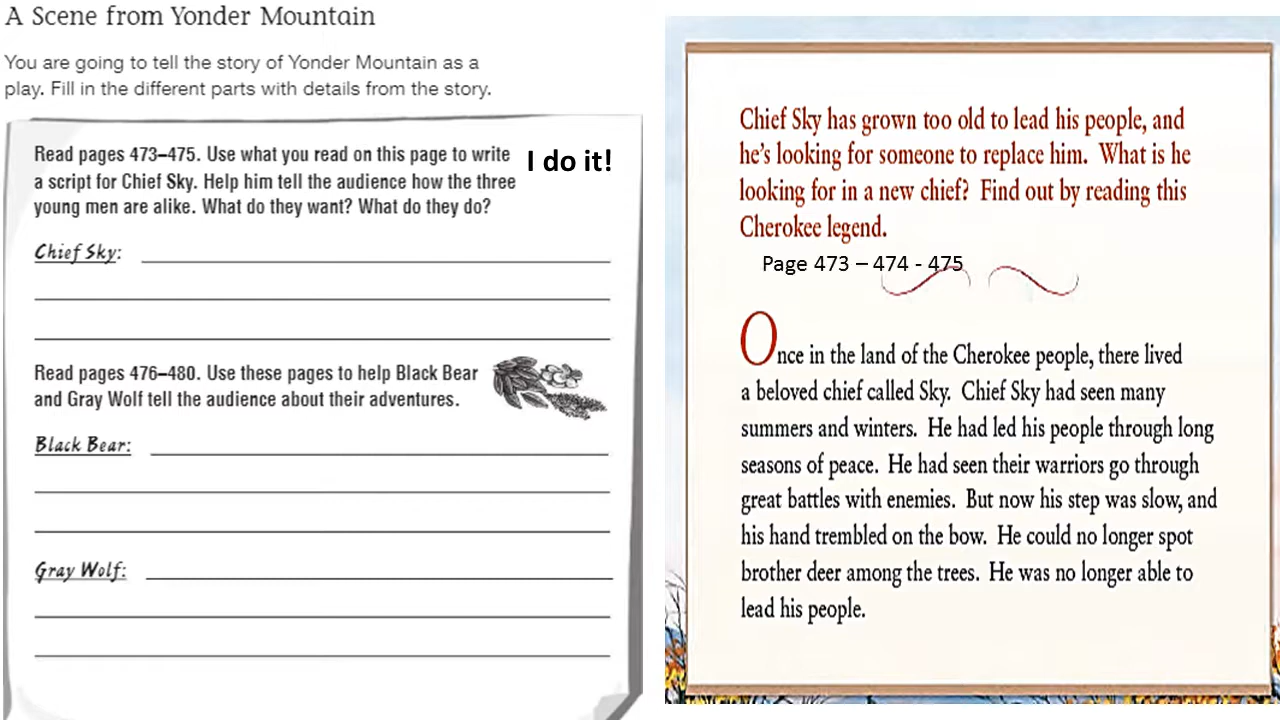 A Scene from Yonder Mountain
You are going to tell the story of Yonder Mountain as a
play. Fill in the different parts with details from the story.
Read pages 473–475. Use what you read on this page to write
a script for Chief Sky. Help him tell the audience how the three
young men are alike. What do they want? What do they do?
I do it!
Chief Sky:
Read pages 476–480. Use these pages to help Black Bear
and Gray Wolf tell the audience about their adventures.
Black Bear:
Gray Wolf:
Chief Sky has grown too old to lead his people, and
he's looking for someone to replace him. What is he
looking for in a new chief? Find out by reading this
Cherokee legend.
Page 473 – 474 - 475
Once in the land of the Cherokee people, there lived
a beloved chief called Sky. Chief Sky had seen many
summers and winters. He had led his people through long
seasons of peace. He had seen their warriors go through
great battles with enemies. But now his step was slow, and
his hand trembled on the bow. He could no longer spot
brother deer among the trees. He was no longer able to
lead his people.